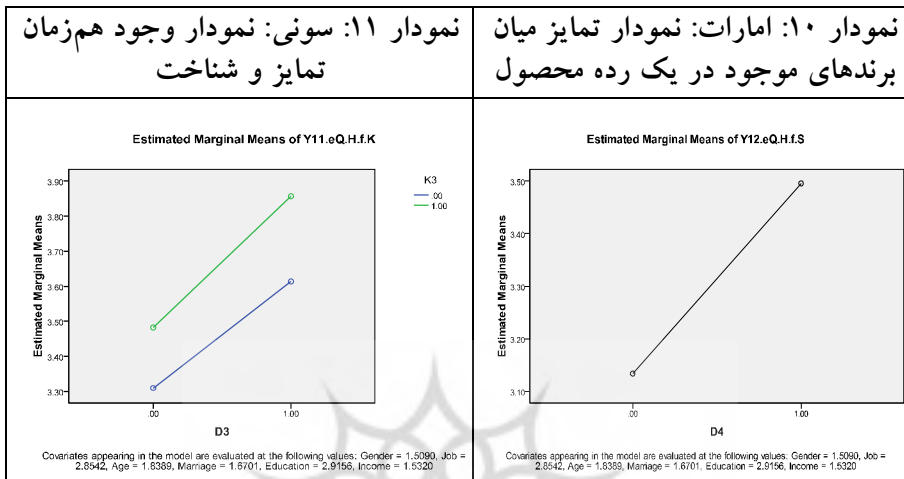 نمودار ۱۰: امارات: نمودار تمایز میان
برندهای موجود در یک رده محصول
نمودار ۱۱: سونی: نمودار وجود هم‌زمان
تمایز و شناخت
Estimated Marginal Means of Y12.eQ.H.f.S
Estimated Marginal Means
3.50
3.40
3.30
3.20
3.10
.00
1.00
D4
Covariates appearing in the model are evaluated at the following values: Gender = 1.5090, Job =
2.8542, Age = 1.8389, Marriage = 1.6701, Education = 2.9156, Income = 1.5320
Estimated Marginal Means of Y11.eQ.H.f.K
Estimated Marginal Means
3.90
3.80
3.70
3.60
3.50
3.40
3.30
.00
1.00
D3
K3
.00
1.00
Covariates appearing in the model are evaluated at the following values: Gender = 1.5090, Job =
2.8542, Age = 1.8389, Marriage = 1.6701, Education = 2.9156, Income = 1.5320